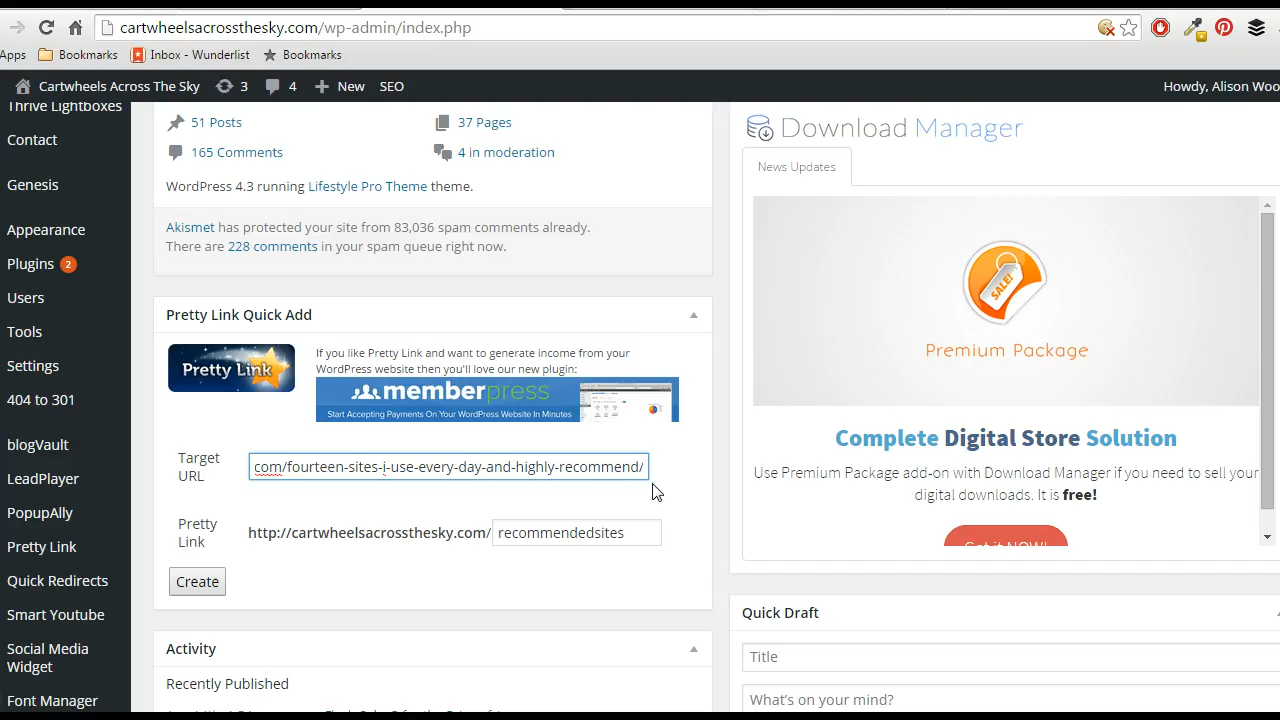 cartwheelsacrossthesky.com/wp-admin/index.php
Apps Bookmarks Inbox - Wunderlist Bookmarks
Cartwheels Across The Sky 3 4 New SEO Howdy, Alison Woo
Thrive Lightboxes
Contact
Genesis
Appearance
Plugins 2
Users
Tools
Settings
404 to 301
blogVault
LeadPlayer
PopupAlly
Pretty Link
Quick Redirects
Smart Youtube
Social Media
Widget
Font Manager
51 Posts 37 Pages
165 Comments 4 in moderation
WordPress 4.3 running Lifestyle Pro Theme theme.
Akismet has protected your site from 83,036 spam comments already.
There are 228 comments in your spam queue right now.
Pretty Link Quick Add
Pretty Link
If you like Pretty Link and want to generate income from your
WordPress website then you'll love our new plugin:
memberpress
Start Accepting Payments On Your WordPress Website In Minutes
Target
URL
com/fourteen-sites-i-use-every-day-and-highly-recommend/
Pretty
Link
http://cartwheelsacrossthesky.com/ recommendedsites
Create
Activity
Recently Published
Download Manager
News Updates
SALE!
Premium Package
Complete Digital Store Solution
Use Premium Package add-on with Download Manager if you need to sell your
digital downloads. It is free!
Got it NOW!
Quick Draft
Title
What's on your mind?